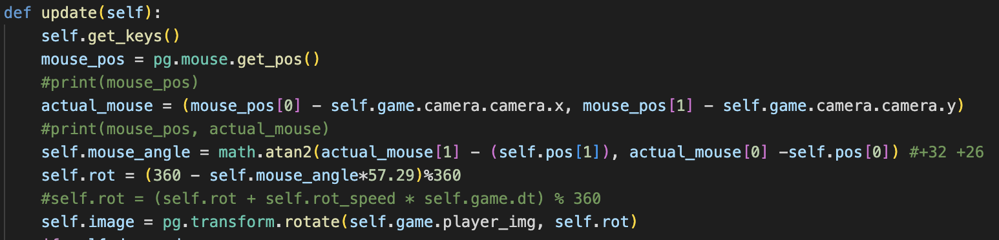 def update(self):
    self.get_keys()
    mouse_pos = pg.mouse.get_pos()
    #print(mouse_pos)
    actual_mouse = (mouse_pos[0] - self.game.camera.camera.x, mouse_pos[1] - self.game.camera.camera.y)
    #print(mouse_pos, actual_mouse)
    self.mouse_angle = math.atan2(actual_mouse[1] - (self.pos[1]), actual_mouse[0] -self.pos[0]) #+32 +26
    self.rot = (360 - self.mouse_angle*57.29)%360
    #self.rot = (self.rot + self.rot_speed * self.game.dt) % 360
    self.image = pg.transform.rotate(self.game.player_img, self.rot)